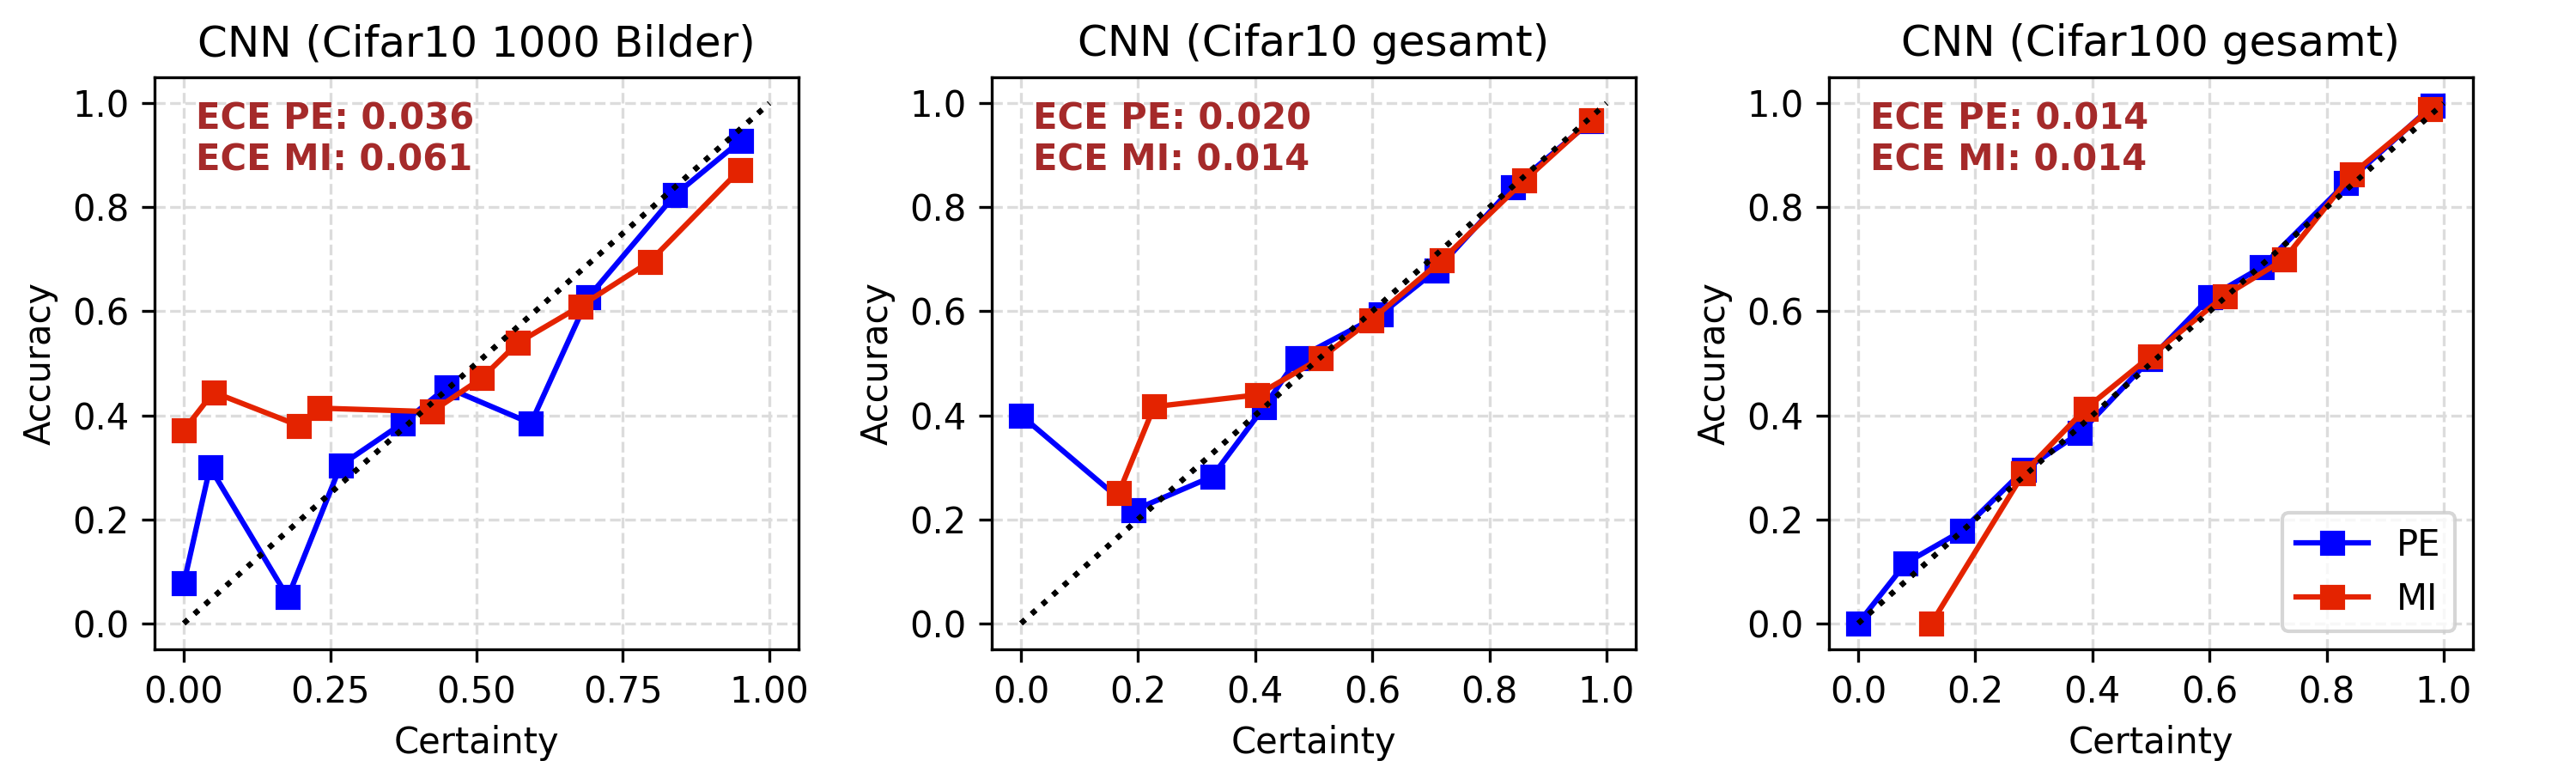 CNN (Cifar10 1000 Bilder)
ECE PE: 0.036
ECE MI: 0.061
1.0
0.8
0.6
0.4
0.2
0.0
Accuracy
0.00 0.25 0.50 0.75 1.00
Certainty
CNN (Cifar10 gesamt)
ECE PE: 0.020
ECE MI: 0.014
1.0
0.8
0.6
0.4
0.2
0.0
Accuracy
0.0 0.2 0.4 0.6 0.8 1.0
Certainty
CNN (Cifar100 gesamt)
ECE PE: 0.014
ECE MI: 0.014
1.0
0.8
0.6
0.4
0.2
0.0
Accuracy
PE
MI
0.0 0.2 0.4 0.6 0.8 1.0
Certainty